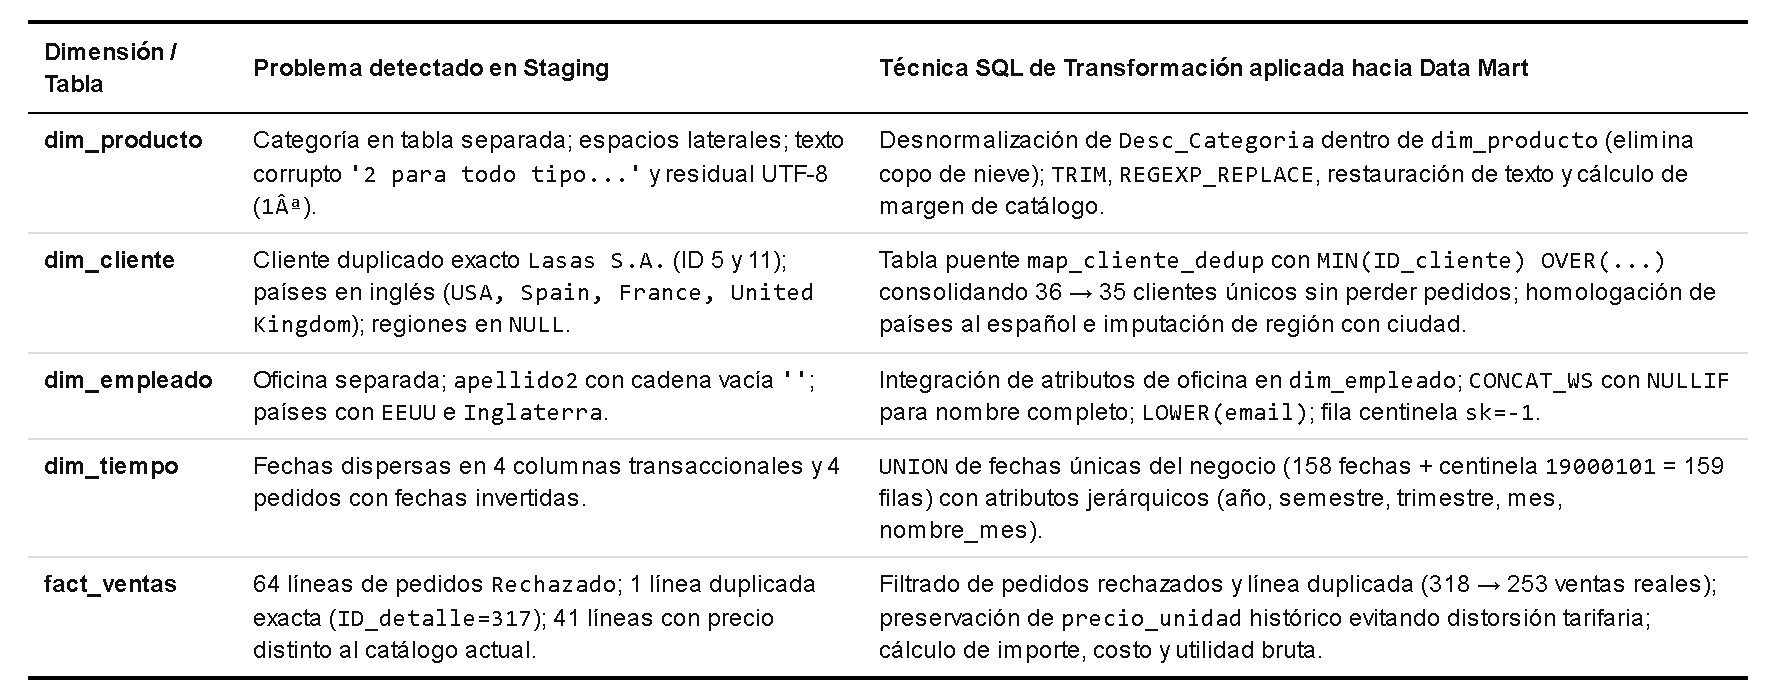 Dimensión /
Tabla
Problema detectado en Staging
Técnica SQL de Transformación aplicada hacia Data Mart
dim_producto
Categoría en tabla separada; espacios laterales; texto
corrupto '2 para todo tipo...' y residual UTF-8
(1Âª).
Desnormalización de Desc_Categoria dentro de dim_producto (elimina
copo de nieve); TRIM, REGEXP_REPLACE, restauración de texto y cálculo de
margen de catálogo.
dim_cliente
Cliente duplicado exacto Lasas S.A. (ID 5 y 11);
países en inglés (USA, Spain, France, United
Kingdom); regiones en NULL.
Tabla puente map_cliente_dedup con MIN(ID_cliente) OVER(...)
consolidando 36 → 35 clientes únicos sin perder pedidos; homologación de
países al español e imputación de región con ciudad.
dim_empleado
Oficina separada; apellido2 con cadena vacía '';
países con EEUU e Inglaterra.
Integración de atributos de oficina en dim_empleado; CONCAT_WS con NULLIF
para nombre completo; LOWER(email); fila centinela sk=-1.
dim_tiempo
Fechas dispersas en 4 columnas transaccionales y 4
pedidos con fechas invertidas.
UNION de fechas únicas del negocio (158 fechas + centinela 19000101 = 159
filas) con atributos jerárquicos (año, semestre, trimestre, mes,
nombre_mes).
fact_ventas
64 líneas de pedidos Rechazado; 1 línea duplicada
exacta (ID_detalle=317); 41 líneas con precio
distinto al catálogo actual.
Filtrado de pedidos rechazados y línea duplicada (318 → 253 ventas reales);
preservación de precio_unidad histórico evitando distorsión tarifaria;
cálculo de importe, costo y utilidad bruta.